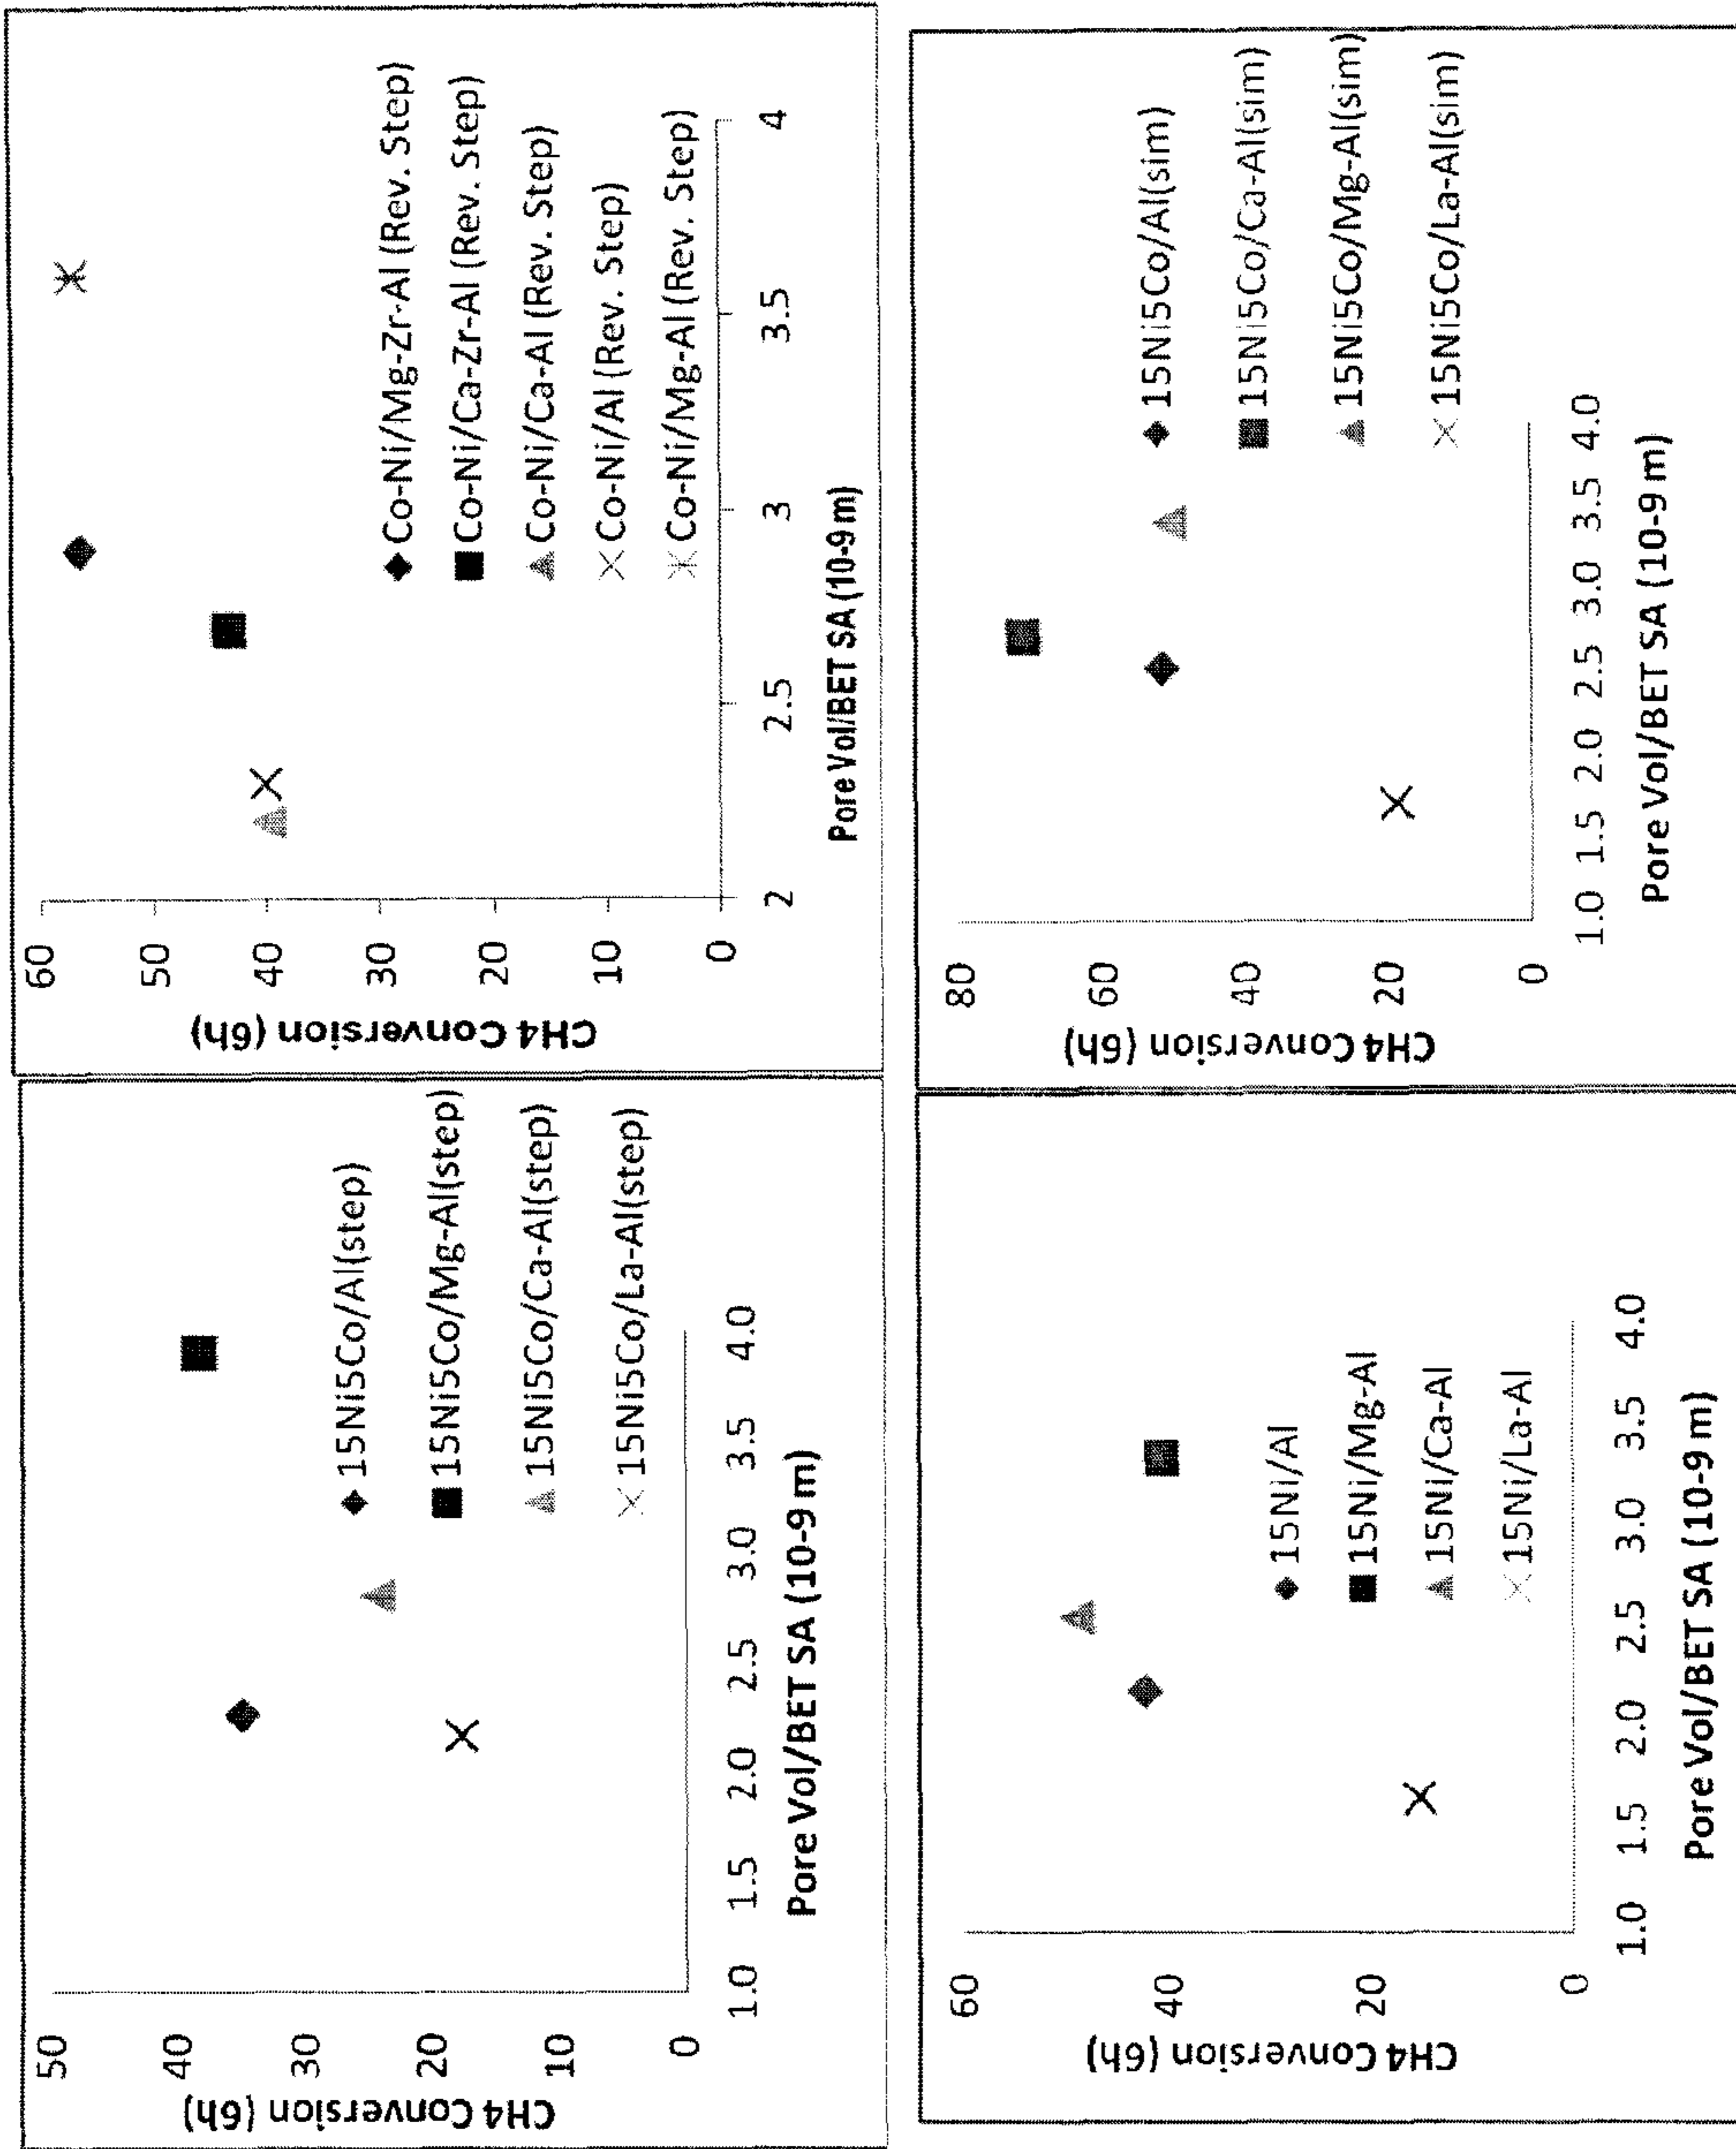 CH4 Conversion (6h)
50
40
30
20
10
0
15Ni5Co/Al(step)
15Ni5Co/Mg-Al(step)
15Ni5Co/Ca-Al(step)
15Ni5Co/La-Al(step)
1.0 1.5 2.0 2.5 3.0 3.5 4.0
Pore Vol/BET SA (10-9 m)
CH4 Conversion (6h)
60
50
40
30
20
10
0
Co-Ni/Mg-Zr-Al (Rev. Step)
Co-Ni/Ca-Zr-Al (Rev. Step)
Co-Ni/Ca-Al (Rev. Step)
Co-Ni/Al (Rev. Step)
Co-Ni/Mg-Al (Rev. Step)
2 2.5 3 3.5 4
Pore Vol/BET SA (10-9 m)
CH4 Conversion (6h)
60
40
20
0
15Ni/Al
15Ni/Mg-Al
15Ni/Ca-Al
15Ni/La-Al
1.0 1.5 2.0 2.5 3.0 3.5 4.0
Pore Vol/BET SA (10-9 m)
CH4 Conversion (6h)
80
60
40
20
0
15Ni5Co/Al(sim)
15Ni5Co/Ca-Al(sim)
15Ni5Co/Mg-Al(sim)
15Ni5Co/La-Al(sim)
1.0 1.5 2.0 2.5 3.0 3.5 4.0
Pore Vol/BET SA (10-9 m)